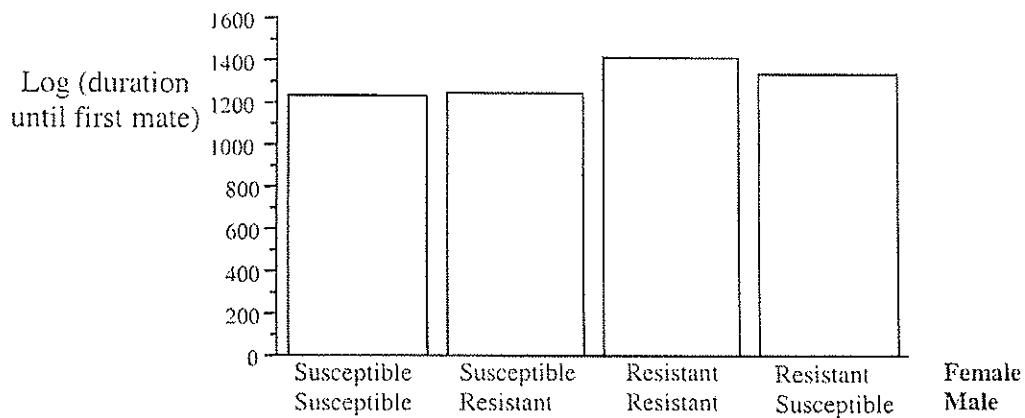 1600
1400
Log (duration
until first mate)
1200
1000
800
600
400
200
0
Susceptible Susceptible Resistant Resistant Female
Susceptible Resistant Resistant Susceptible Male